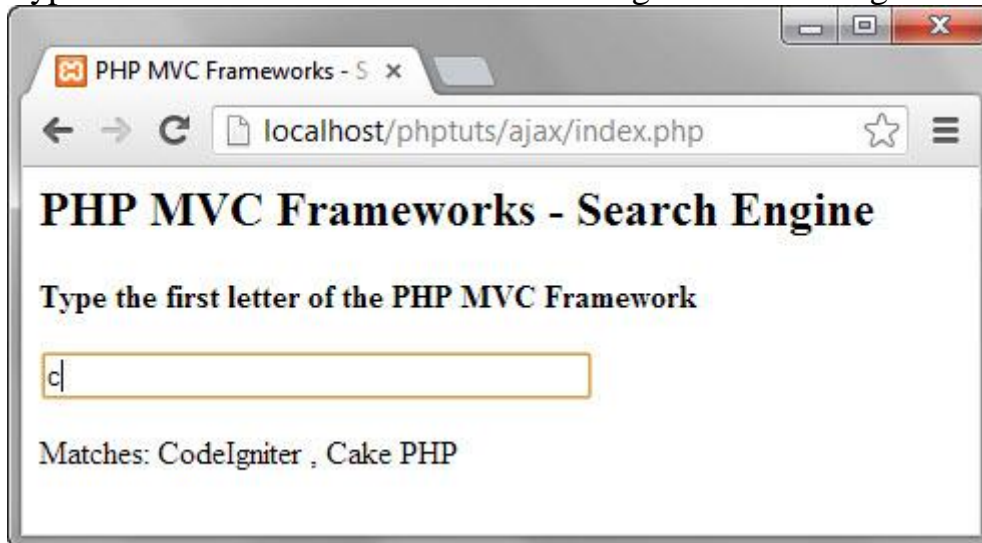 PHP MVC Frameworks - S
localhost/phptuts/ajax/index.php
PHP MVC Frameworks - Search Engine
Type the first letter of the PHP MVC Framework
c
Matches: CodeIgniter , Cake PHP